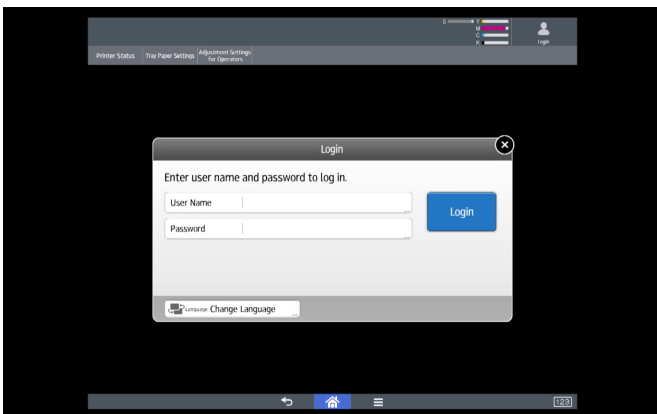 S
Y
M
C
K
Login
Printer Status
Tray Paper Settings
Adjustment Settings
for Operators
Login
Enter user name and password to log in.
User Name
...
Login
Password
...
Language Change Language
...
123